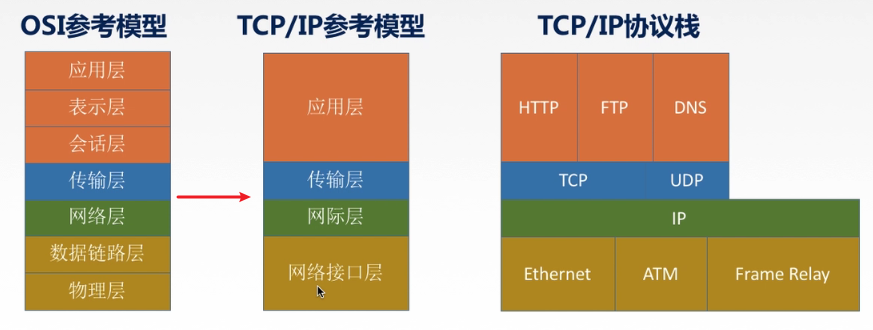 OSI参考模型
应用层
表示层
会话层
传输层
网络层
数据链路层
物理层
TCP/IP参考模型
应用层
传输层
网际层
网络接口层
TCP/IP协议栈
HTTP FTP DNS
TCP UDP
IP
Ethernet ATM Frame Relay